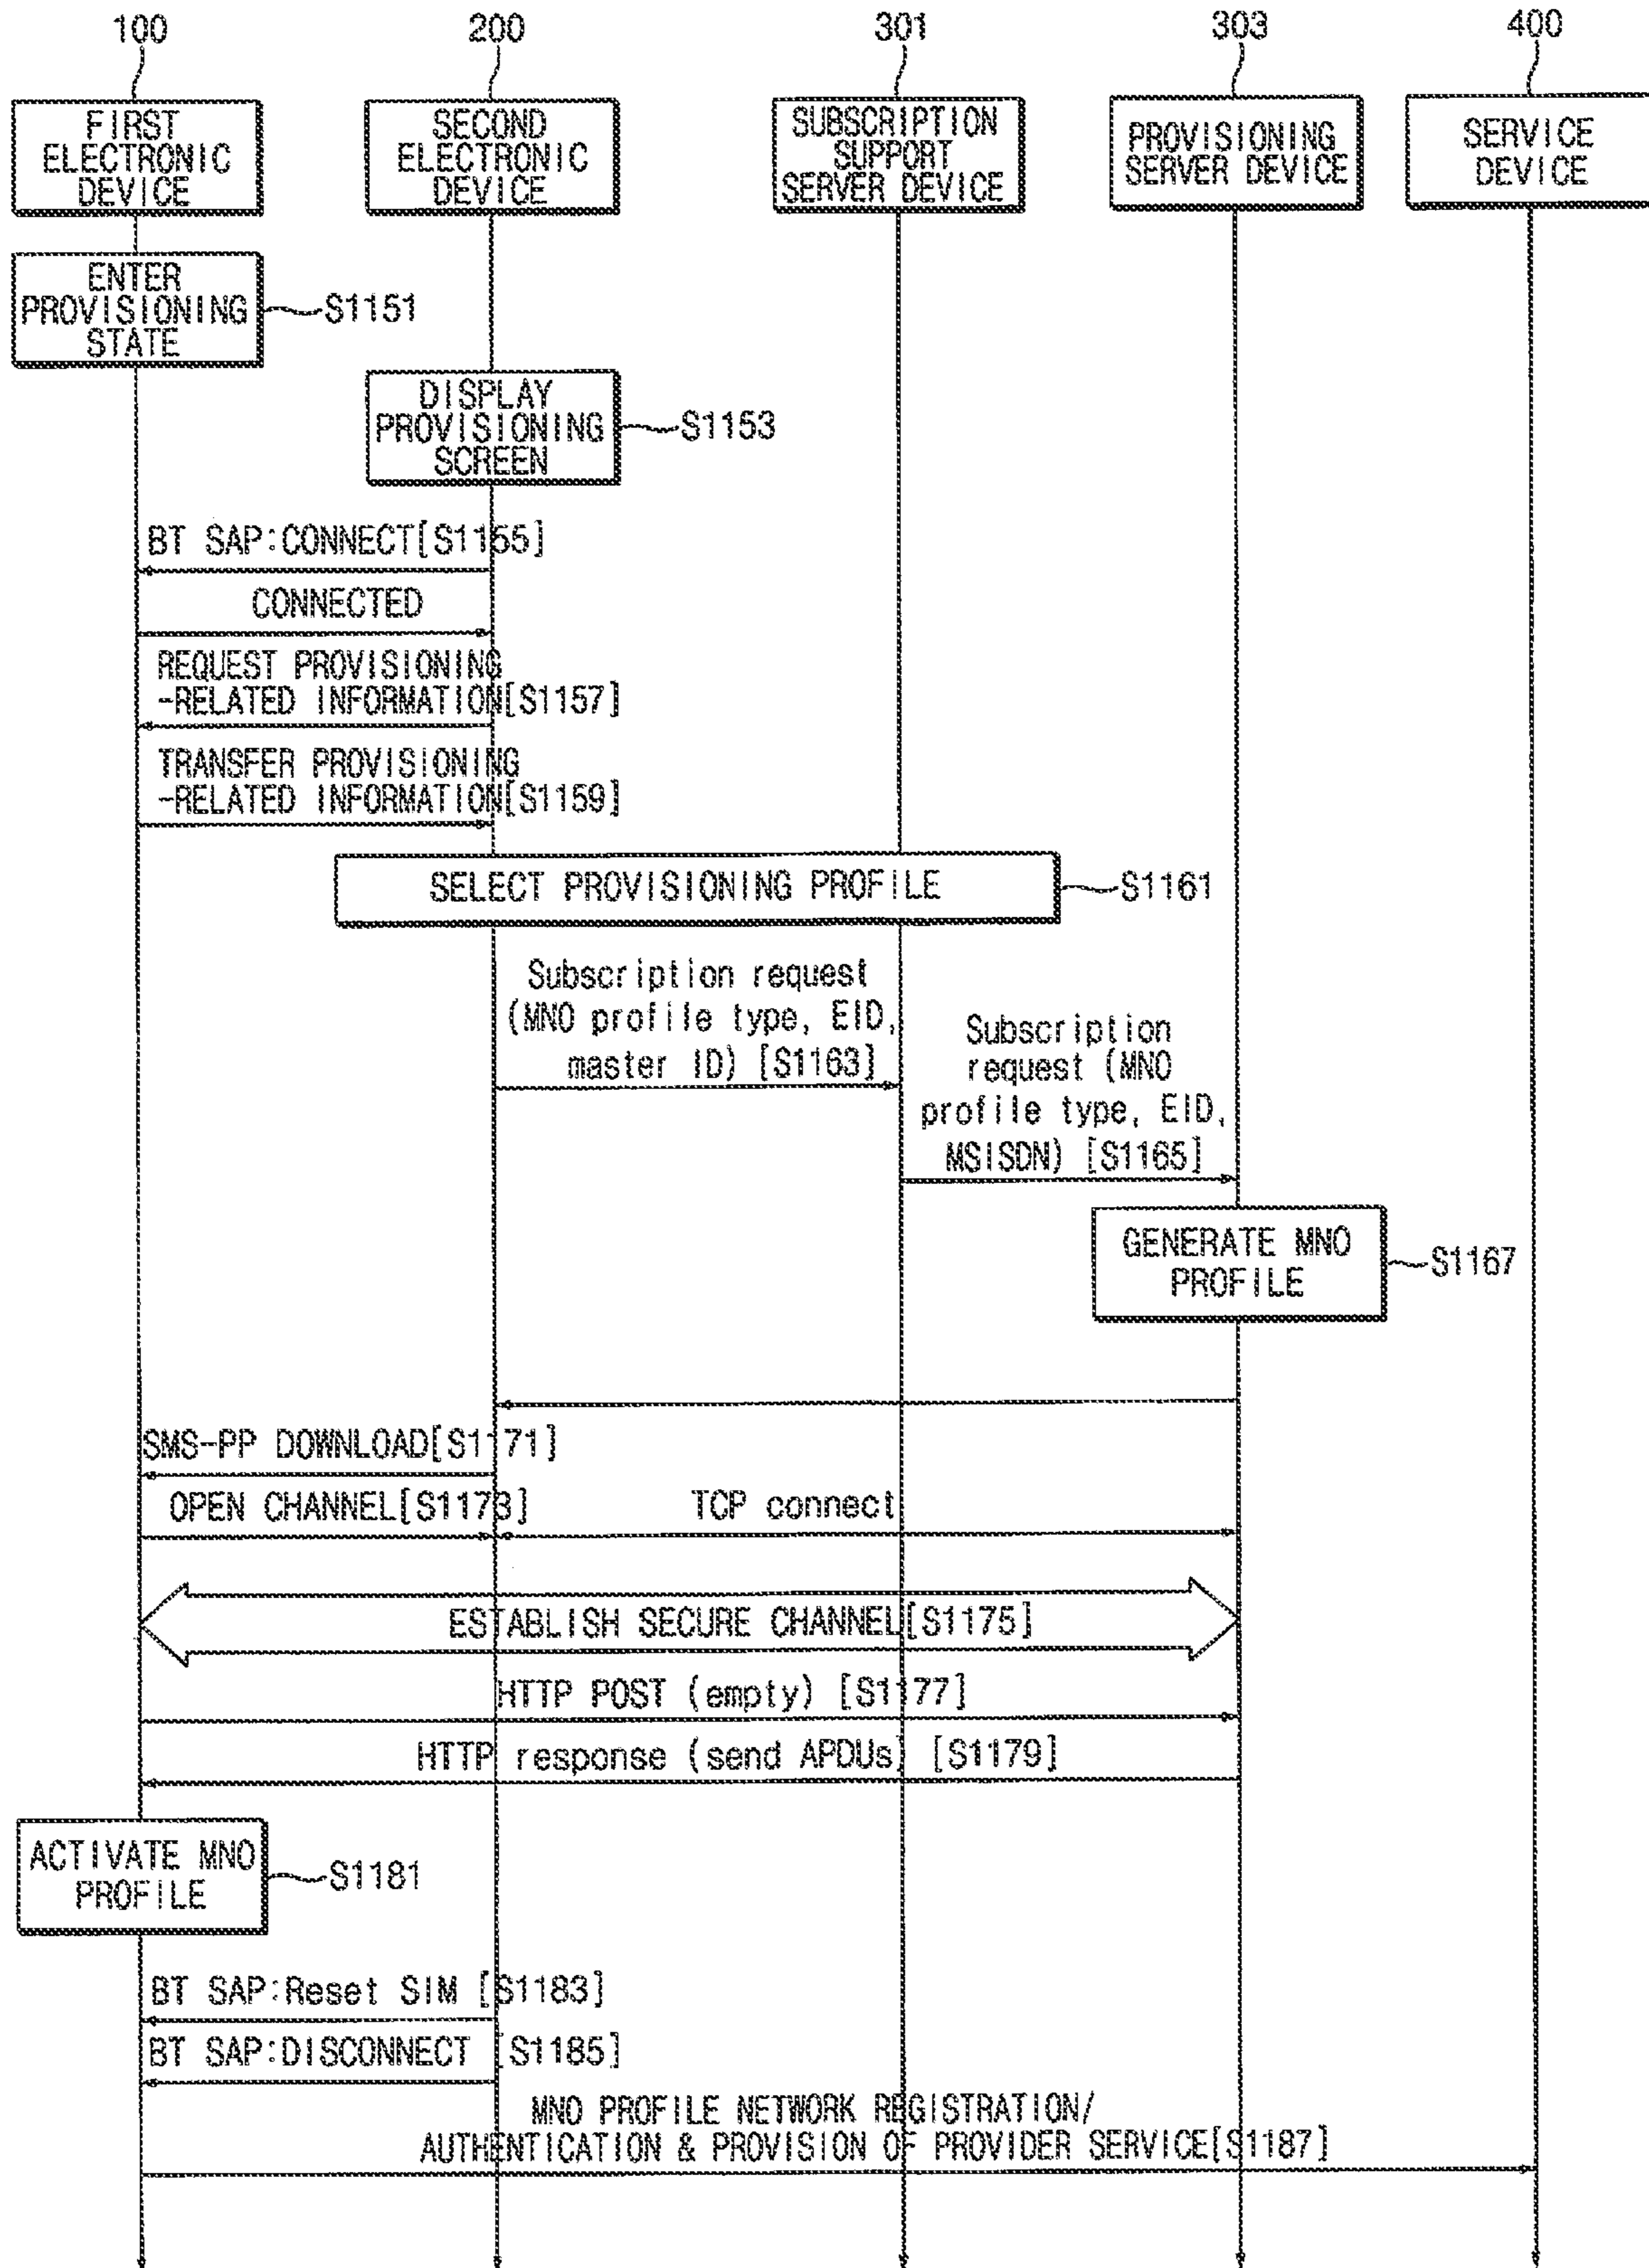 100 200 301 303 400
FIRST
ELECTRONIC
DEVICE
SECOND
ELECTRONIC
DEVICE
SUBSCRIPTION
SUPPORT
SERVER DEVICE
PROVISIONING
SERVER DEVICE
SERVICE
DEVICE
ENTER
PROVISIONING
STATE
S1151
DISPLAY
PROVISIONING
SCREEN
S1153
BT SAP:CONNECT[S1155]
CONNECTED
REQUEST PROVISIONING
-RELATED INFORMATION[S1157]
TRANSFER PROVISIONING
-RELATED INFORMATION[S1159]
SELECT PROVISIONING PROFILE
S1161
Subscription request
(MNO profile type, EID,
master ID) [S1163]
Subscription
request (MNO
profile type, EID,
MSISDN) [S1165]
GENERATE MNO
PROFILE
S1167
SMS-PP DOWNLOAD[S1171]
OPEN CHANNEL[S1173]
TCP connect
ESTABLISH SECURE CHANNEL[S1175]
HTTP POST (empty) [S1177]
HTTP response (send APDUs) [S1179]
ACTIVATE MNO
PROFILE
S1181
BT SAP:Reset SIM [S1183]
BT SAP:DISCONNECT [S1185]
MNO PROFILE NETWORK REGISTRATION/
AUTHENTICATION & PROVISION OF PROVIDER SERVICE[S1187]